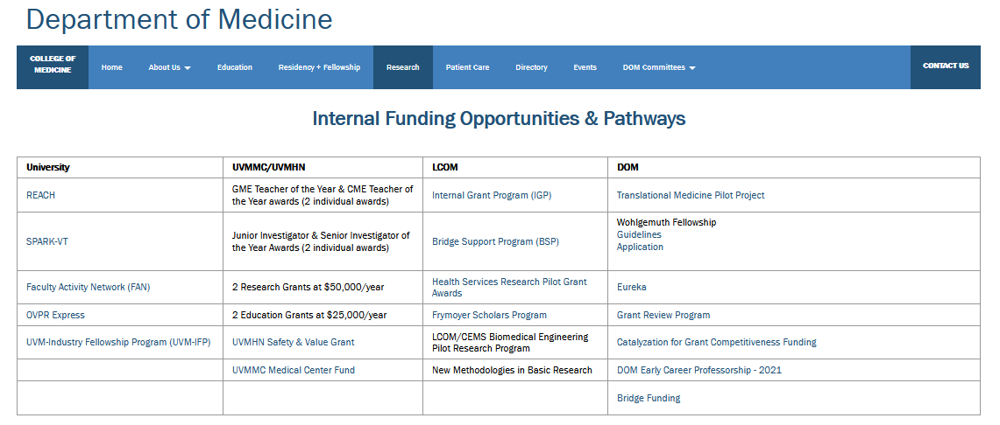 Department of Medicine
COLLEGE OF
MEDICINE
Home
About Us
Education
Residency + Fellowship
Research
Patient Care
Directory
Events
DOM Committees
CONTACT US
Internal Funding Opportunities & Pathways
University
UVMMC/UVMHN
LCOM
DOM
REACH
GME Teacher of the Year & CME Teacher of
the Year awards (2 individual awards)
Internal Grant Program (IGP)
Translational Medicine Pilot Project
SPARK-VT
Junior Investigator & Senior Investigator of
the Year Awards (2 individual awards)
Bridge Support Program (BSP)
Wohlgemuth Fellowship
Guidelines
Application
Faculty Activity Network (FAN)
2 Research Grants at $50,000/year
Health Services Research Pilot Grant
Awards
Eureka
OVPR Express
2 Education Grants at $25,000/year
Frymoyer Scholars Program
Grant Review Program
UVM-Industry Fellowship Program (UVM-IFP)
UVMHN Safety & Value Grant
LCOM/CEMS Biomedical Engineering
Pilot Research Program
Catalyzation for Grant Competitiveness Funding
UVMMC Medical Center Fund
New Methodologies in Basic Research
DOM Early Career Professorship - 2021
Bridge Funding